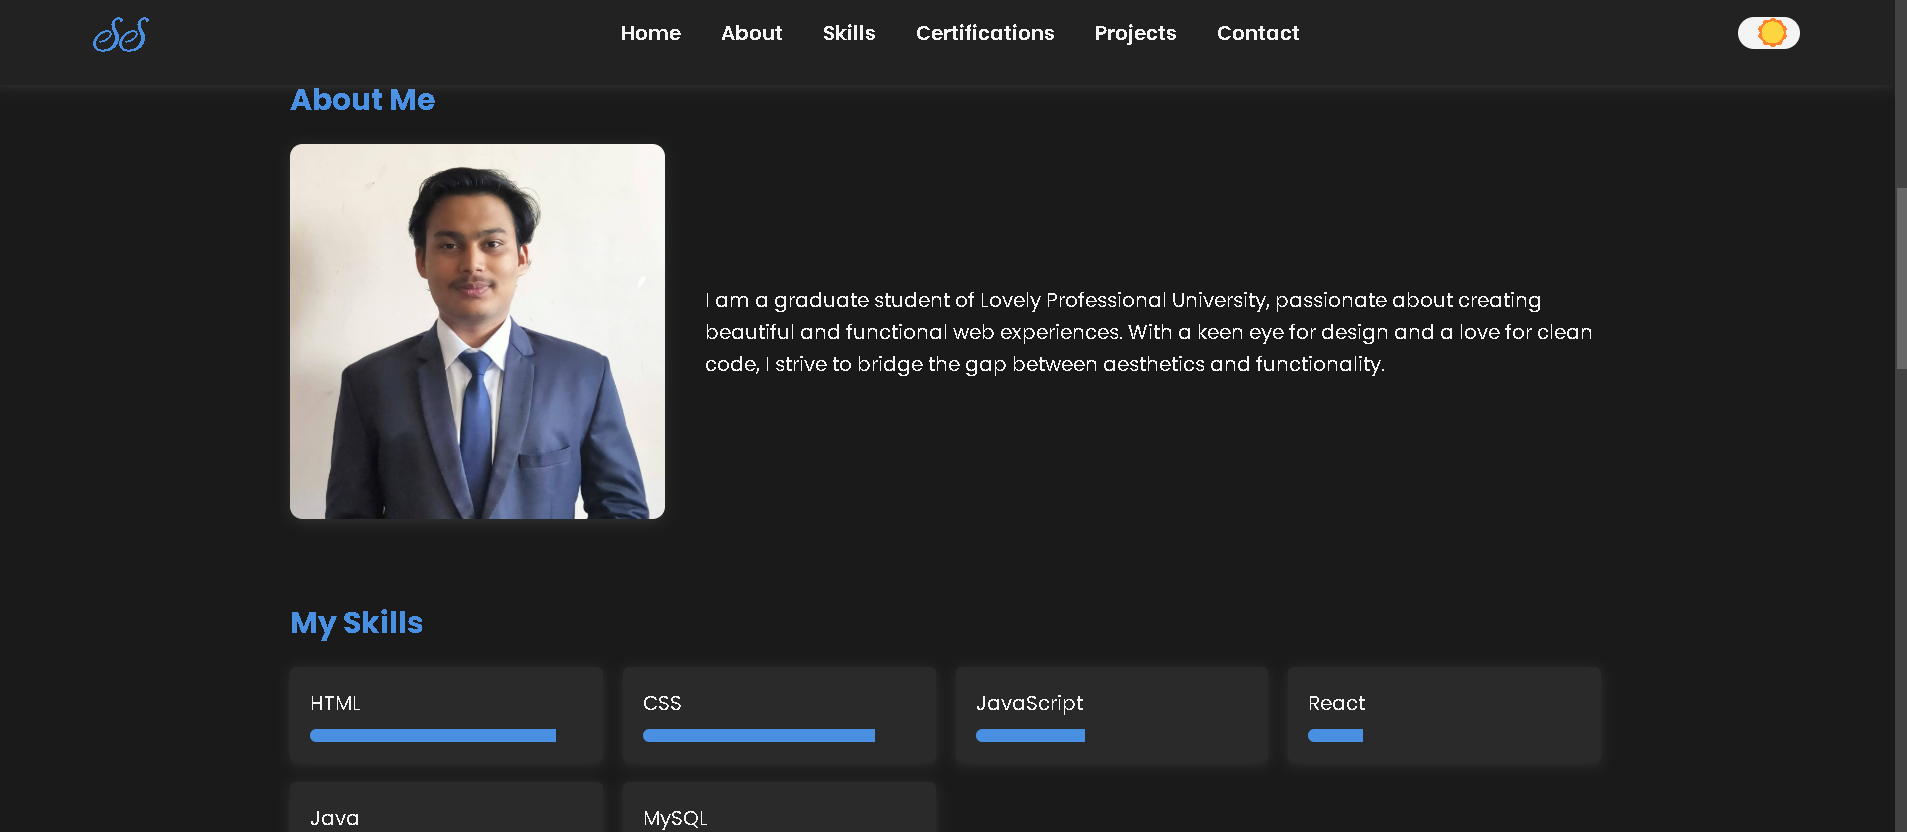 SS
Home About Skills Certifications Projects Contact
About Me
I am a graduate student of Lovely Professional University, passionate about creating
beautiful and functional web experiences. With a keen eye for design and a love for clean
code, I strive to bridge the gap between aesthetics and functionality.
My Skills
HTML CSS JavaScript React
Java MySQL